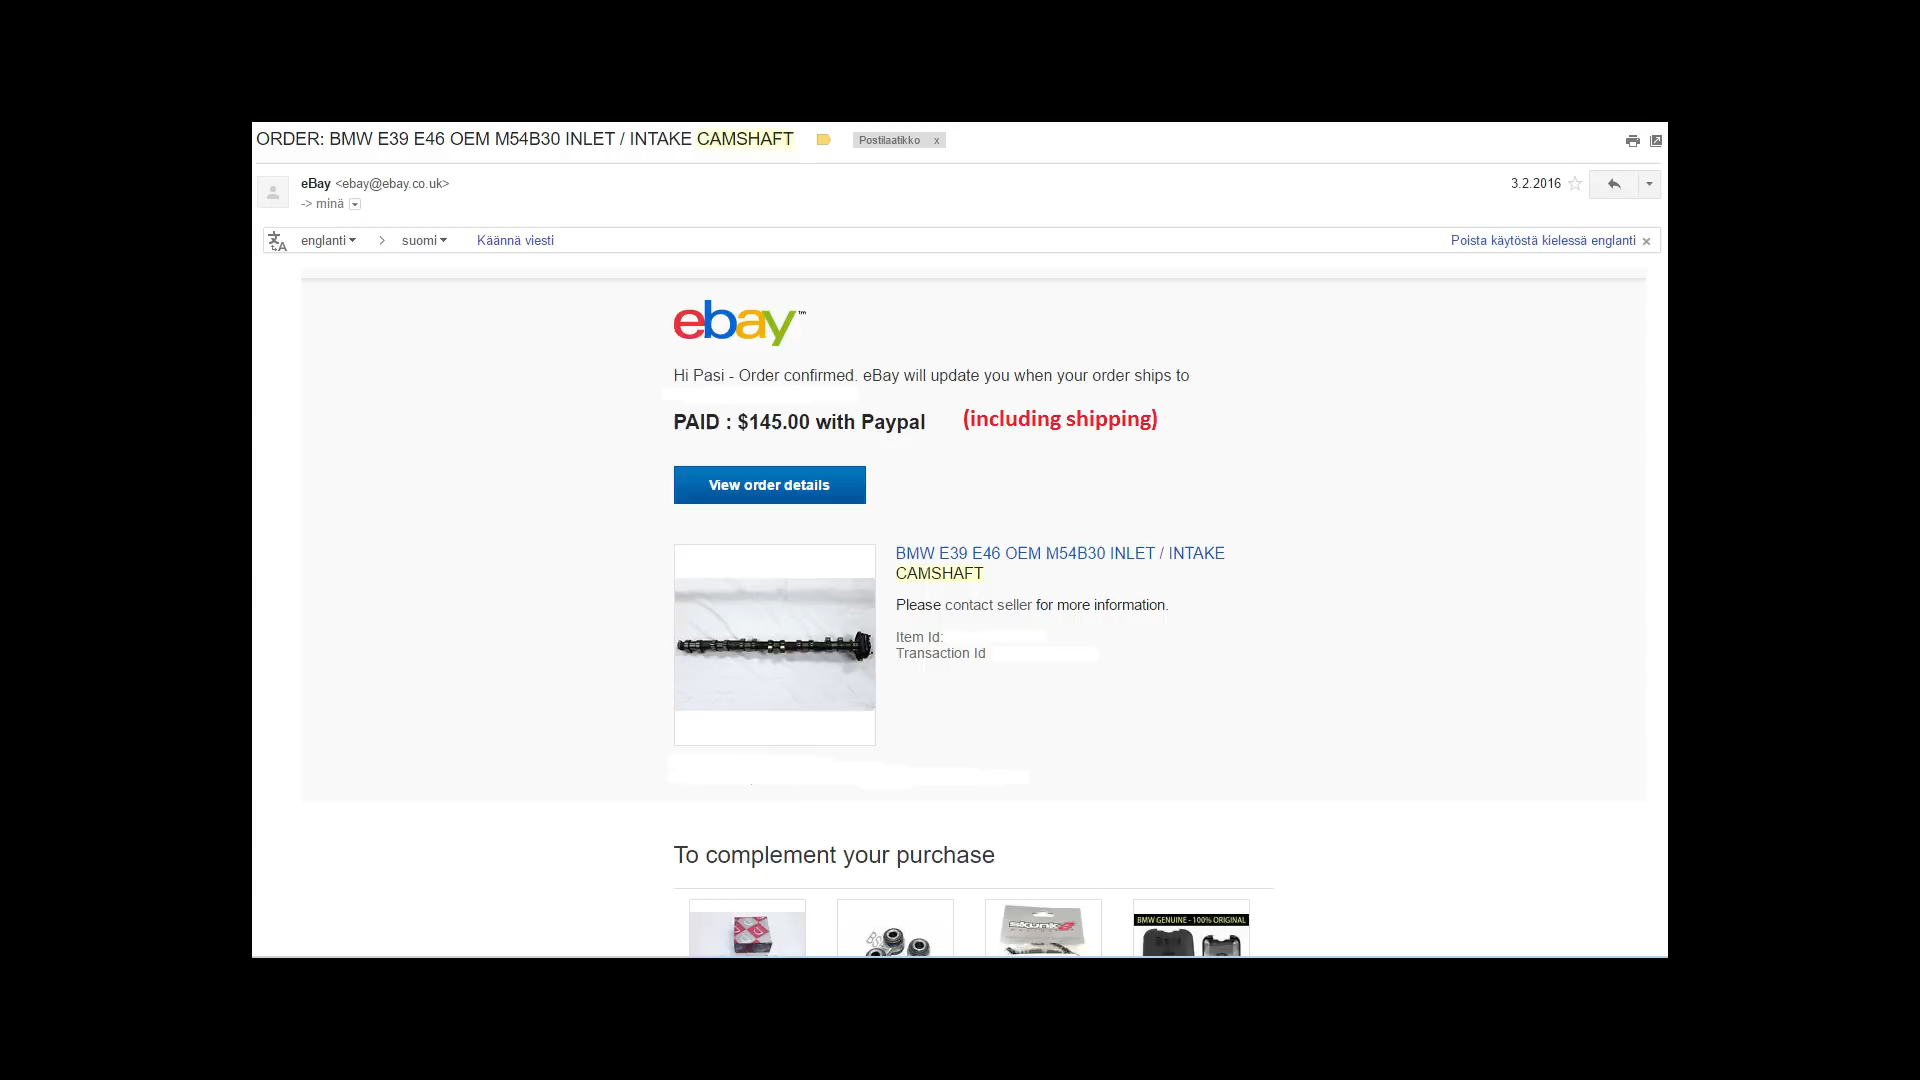 ORDER: BMW E39 E46 OEM M54B30 INLET / INTAKE CAMSHAFT Postilaatikko x
eBay <ebay@ebay.co.uk> 3.2.2016
-> minä
englanti suomi Käännä viesti Poista käytöstä kielessä englanti x
ebay™
Hi Pasi - Order confirmed. eBay will update you when your order ships to
PAID : $145.00 with Paypal (including shipping)
View order details
BMW E39 E46 OEM M54B30 INLET / INTAKE
CAMSHAFT
Please contact seller for more information.
Item Id:
Transaction Id
To complement your purchase
skunk2
BMW GENUINE - 100% ORIGINAL